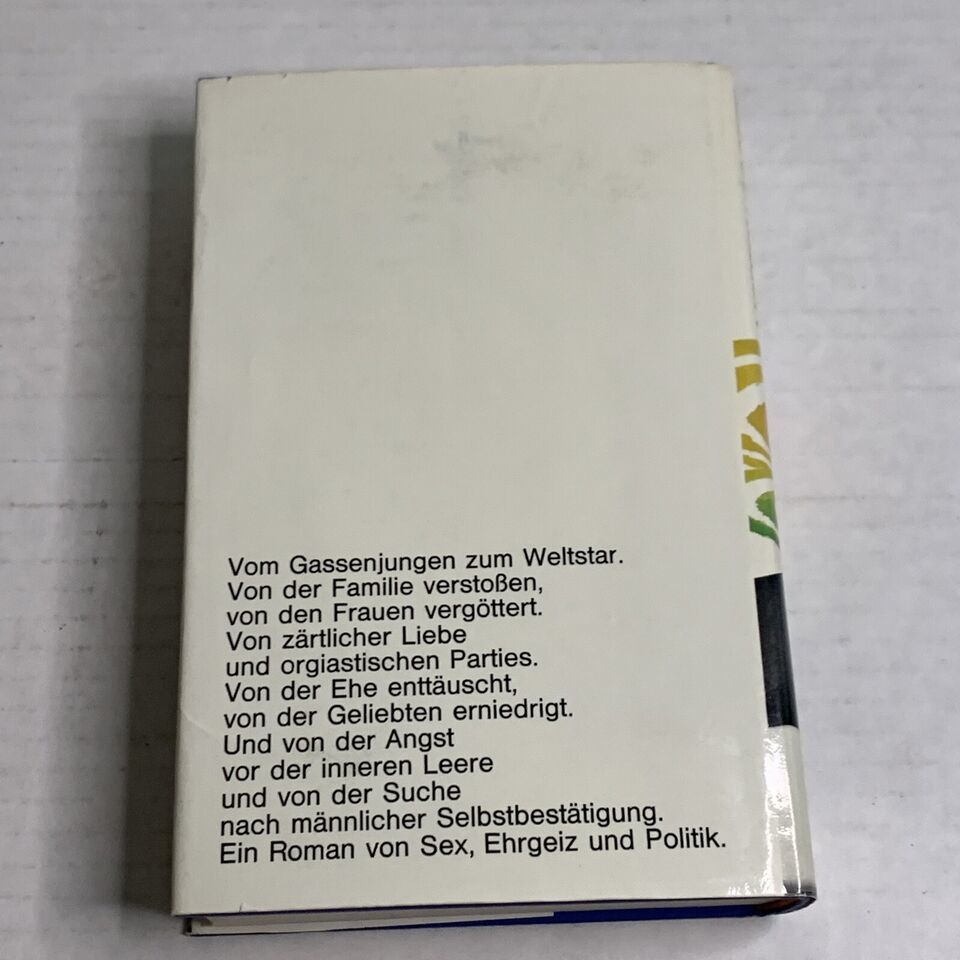 Vom Gassenjungen zum Weltstar.
Von der Familie verstoßen,
von den Frauen vergöttert.
Von zärtlicher Liebe
und orgiastischen Parties.
Von der Ehe enttäuscht,
von der Geliebten erniedrigt.
Und von der Angst
vor der inneren Leere
und von der Suche
nach männlicher Selbstbestätigung.
Ein Roman von Sex, Ehrgeiz und Politik.